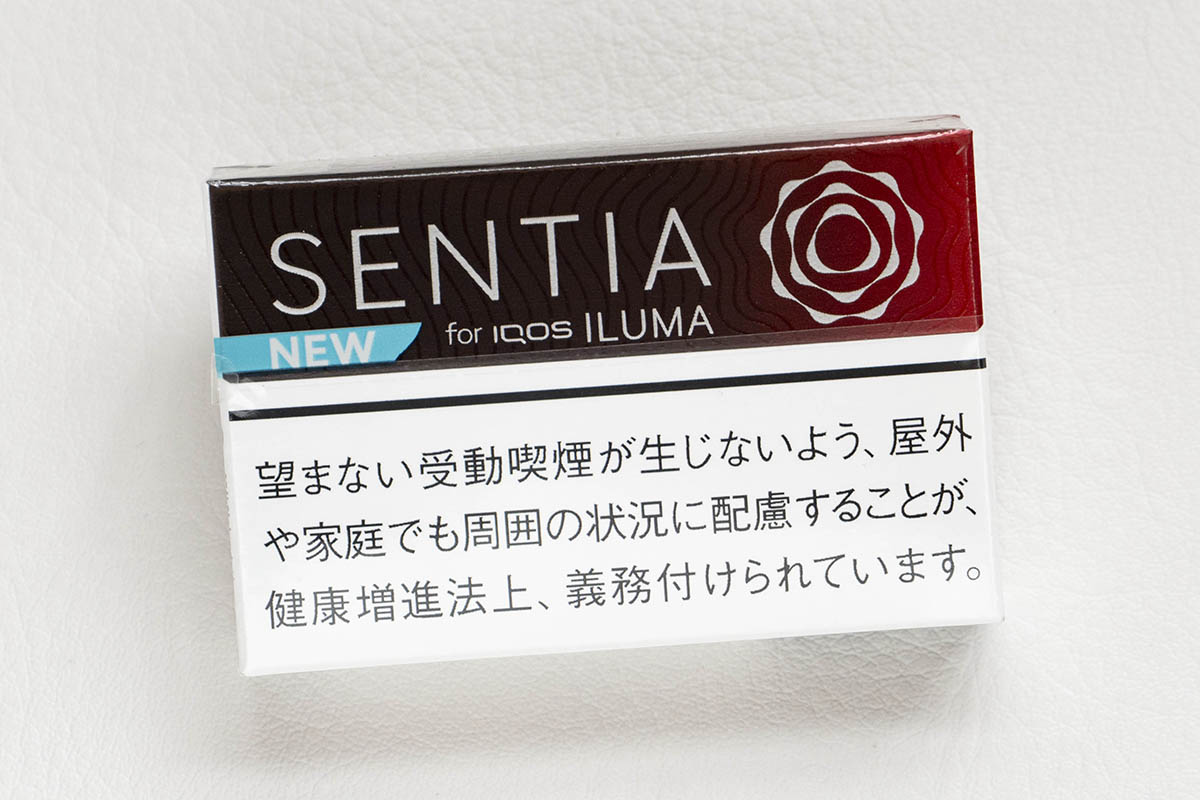 SENTIA
for IQOS ILUMA
NEW
望まない受動喫煙が生じないよう、屋外
や家庭でも周囲の状況に配慮することが、
健康増進法上、義務付けられています。